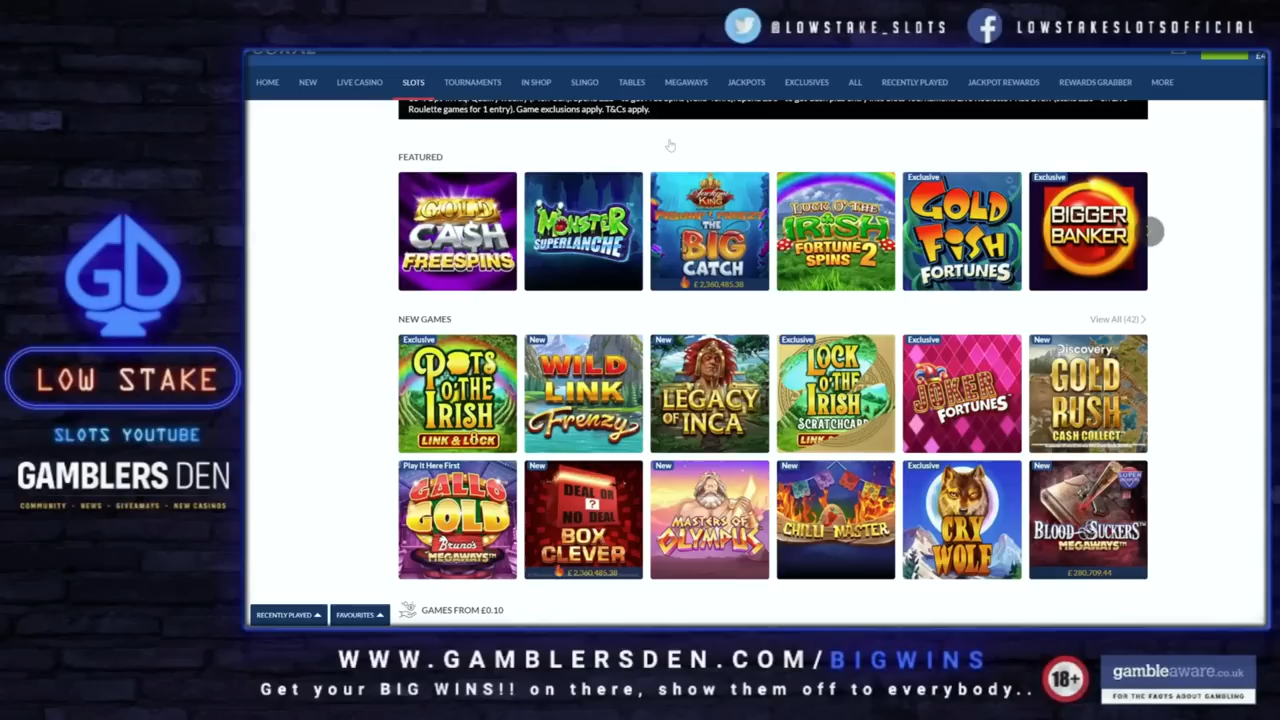 @LOWSTAKE_SLOTS
LOWSTAKESLOTSOFFICIAL
HOME NEW LIVE CASINO SLOTS TOURNAMENTS IN SHOP SLINGO TABLES MEGAWAYS JACKPOTS EXCLUSIVES ALL RECENTLY PLAYED JACKPOT REWARDS REWARDS GRABBER MORE
Roulette games for 1 entry). Game exclusions apply. T&Cs apply.
FEATURED
GOLD CASH FREESPINS
MONSTER SUPERLANCHE
Jackpot KING
FISHIN' FRENZY THE BIG CATCH
£ 2,360,485.38
LUCK O' THE IRISH FORTUNE SPINS 2
Exclusive
GOLD FISH FORTUNES
Exclusive
BIGGER BANKER
NEW GAMES
View All (42)
Exclusive
POTS O' THE IRISH LINK & LOCK
New
WILD LINK Frenzy
New
LEGACY OF INCA
Exclusive
LOCK O' THE IRISH SCRATCHCARD
Exclusive
JOKER FORTUNES
New
Discovery
GOLD RUSH CASH COLLECT
Play It Here First
GALLO GOLD
Bruno's
MEGAWAYS
New
DEAL OR ? NO DEAL
BOX CLEVER
£ 2,360,485.38
New
MASTERS OF OLYMPUS
New
CHILLI MASTER
Exclusive
CRY WOLF
New
BLOOD SUCKERS MEGAWAYS
£ 280,709.44
RECENTLY PLAYED
FAVOURITES
GAMES FROM £0.10
GD
LOW STAKE
SLOTS YOUTUBE
GAMBLERS DEN
COMMUNITY - NEWS - GIVEAWAYS - NEW CASINOS
WWW.GAMBLERSDEN.COM/BIGWINS
Get your BIG WINS!! on there, show them off to everybody..
18+
gambleaware.co.uk
FOR THE FACTS ABOUT GAMBLING